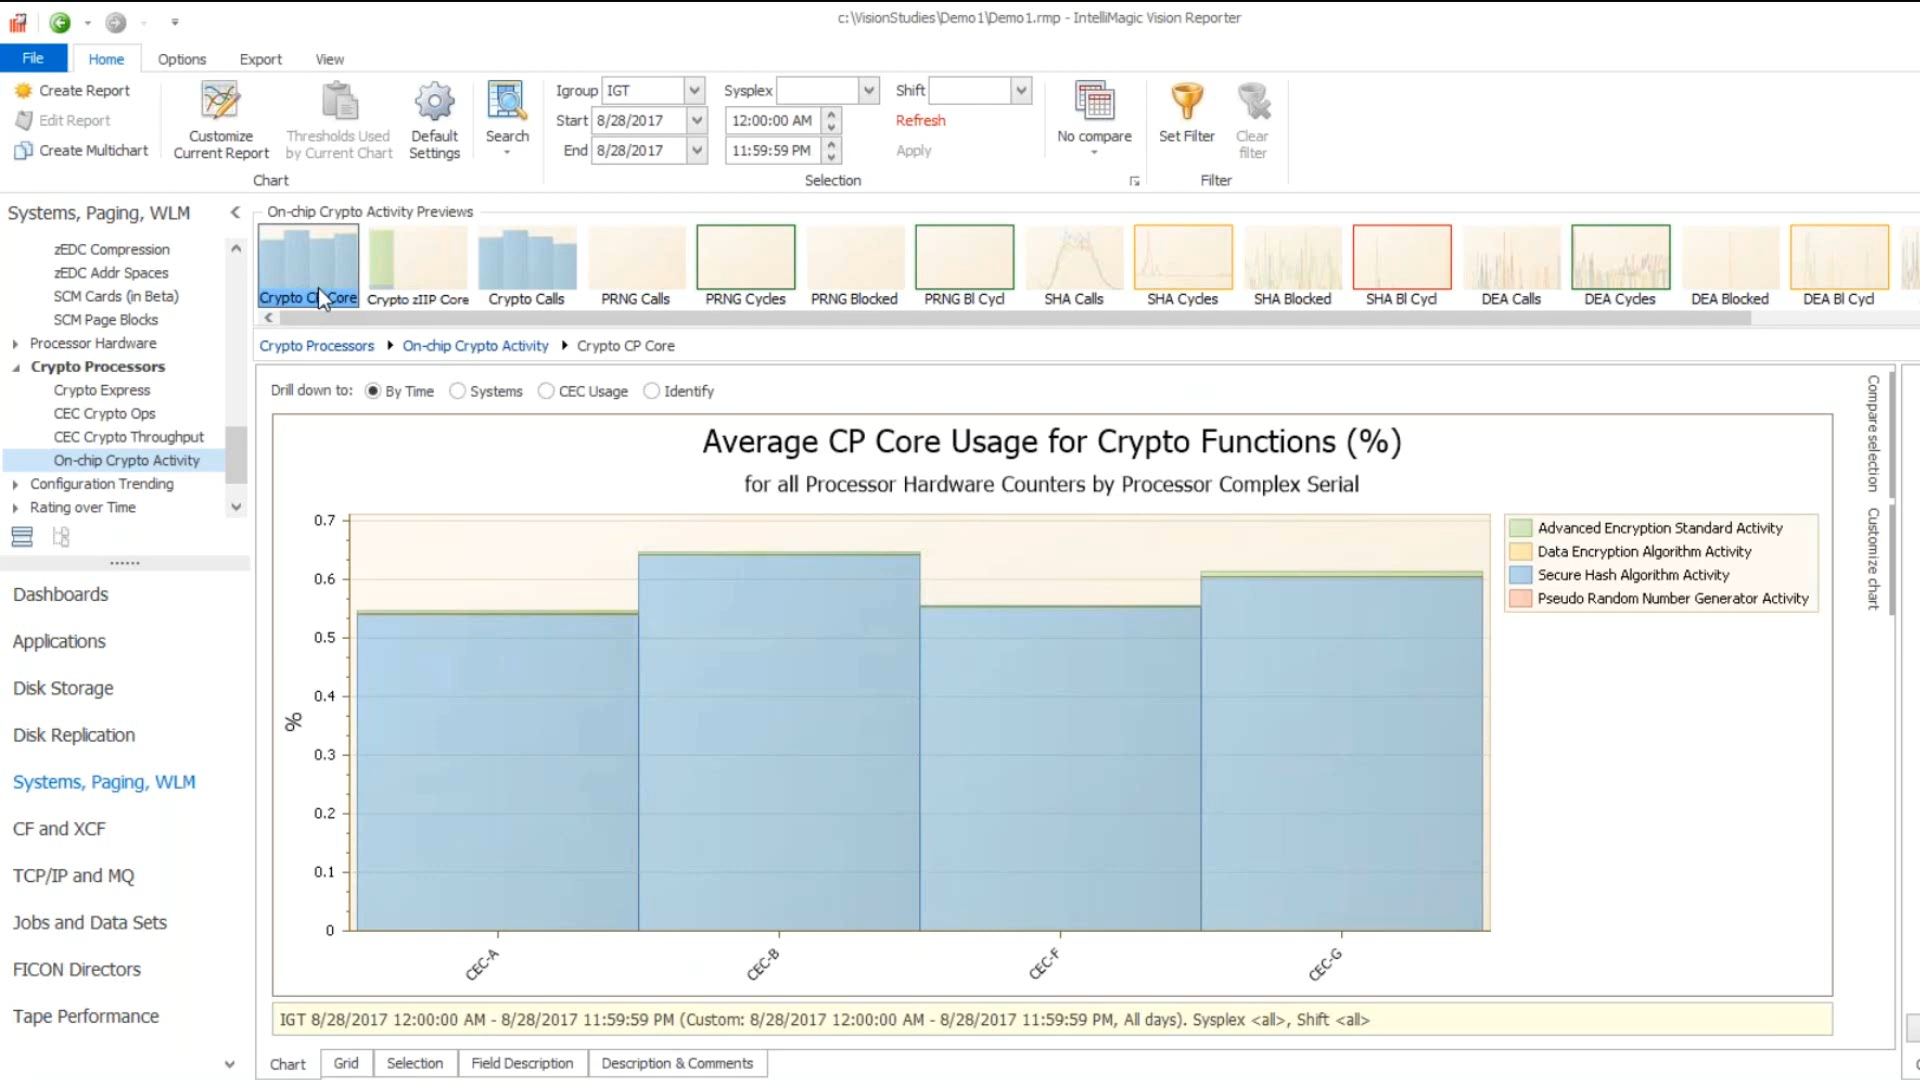 c:\VisionStudies\Demo1\Demo1.rmp - IntelliMagic Vision Reporter
File Home Options Export View
Create Report
Edit Report
Create Multichart
Customize
Current Report
Thresholds Used
by Current Chart
Default
Settings
Chart
Search
Igroup IGT Sysplex Shift
Start 8/28/2017 12:00:00 AM Refresh
End 8/28/2017 11:59:59 PM Apply
Selection
No compare
Set Filter
Clear
filter
Filter
Systems, Paging, WLM
zEDC Compression
zEDC Addr Spaces
SCM Cards (in Beta)
SCM Page Blocks
Processor Hardware
Crypto Processors
Crypto Express
CEC Crypto Ops
CEC Crypto Throughput
On-chip Crypto Activity
Configuration Trending
Rating over Time
Dashboards
Applications
Disk Storage
Disk Replication
Systems, Paging, WLM
CF and XCF
TCP/IP and MQ
Jobs and Data Sets
FICON Directors
Tape Performance
On-chip Crypto Activity Previews
Crypto Core Crypto zIIP Core Crypto Calls PRNG Calls PRNG Cycles PRNG Blocked PRNG Bl Cycl SHA Calls SHA Cycles SHA Blocked SHA Bl Cycl DEA Calls DEA Cycles DEA Blocked DEA Bl Cycl
Crypto Processors On-chip Crypto Activity Crypto CP Core
Drill down to: By Time Systems CEC Usage Identify
Average CP Core Usage for Crypto Functions (%)
for all Processor Hardware Counters by Processor Complex Serial
0.7
0.6
0.5
0.4
0.3
0.2
0.1
0
%
CEC-A CEC-B CEC-F CEC-G
Advanced Encryption Standard Activity
Data Encryption Algorithm Activity
Secure Hash Algorithm Activity
Pseudo Random Number Generator Activity
Compare selection
Customize chart
IGT 8/28/2017 12:00:00 AM - 8/28/2017 11:59:59 PM (Custom: 8/28/2017 12:00:00 AM - 8/28/2017 11:59:59 PM, All days). Sysplex <all>, Shift <all>
Chart Grid Selection Field Description Description & Comments